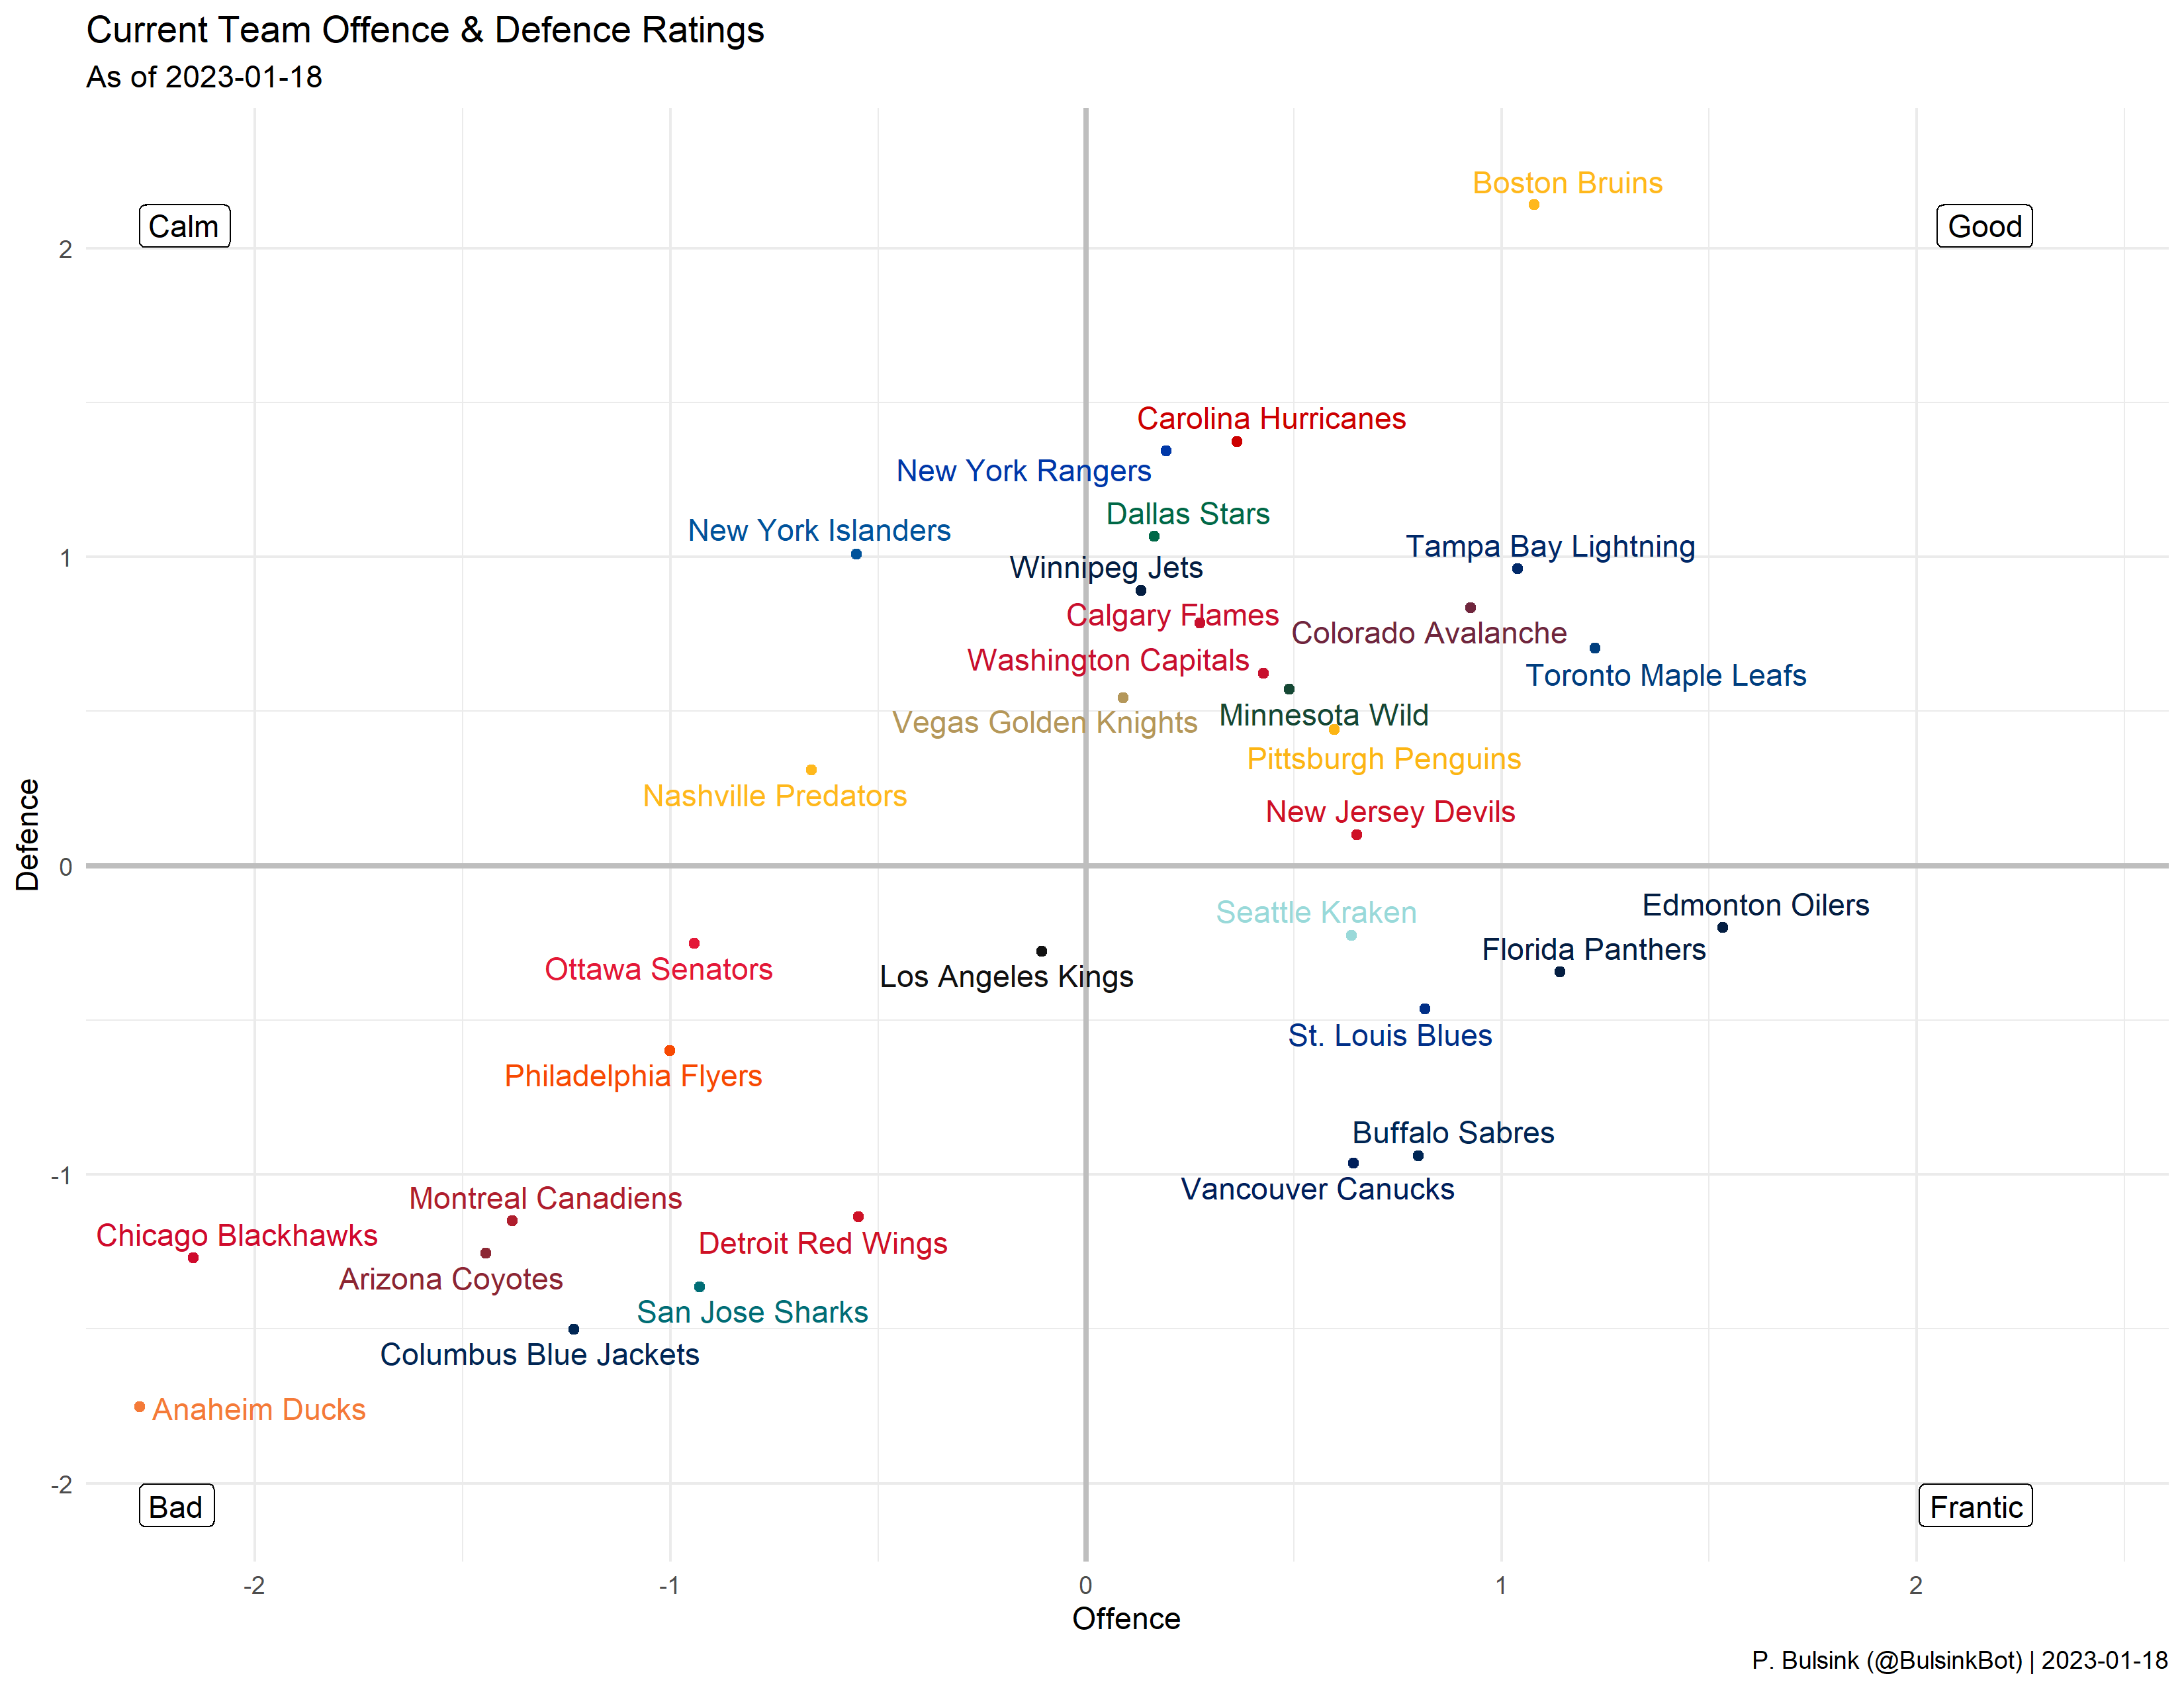 Current Team Offence & Defence Ratings
As of 2023-01-18
Boston Bruins
Calm
Good
2
Carolina Hurricanes
New York Rangers
Dallas Stars
New York Islanders
Tampa Bay Lightning
1
Winnipeg Jets
Calgary Flames
Colorado Avalanche
Washington Capitals
Toronto Maple Leafs
Minnesota Wild
Vegas Golden Knights
Pittsburgh Penguins
Nashville Predators
New Jersey Devils
Defence
0
Edmonton Oilers
Seattle Kraken
Florida Panthers
Ottawa Senators
Los Angeles Kings
St. Louis Blues
Philadelphia Flyers
Buffalo Sabres
-1
Vancouver Canucks
Montreal Canadiens
Chicago Blackhawks
Detroit Red Wings
Arizona Coyotes
San Jose Sharks
Columbus Blue Jackets
Anaheim Ducks
-2
Bad
Frantic
-2
-1
0
1
2
Offence
P. Bulsink (@BulsinkBot) | 2023-01-18